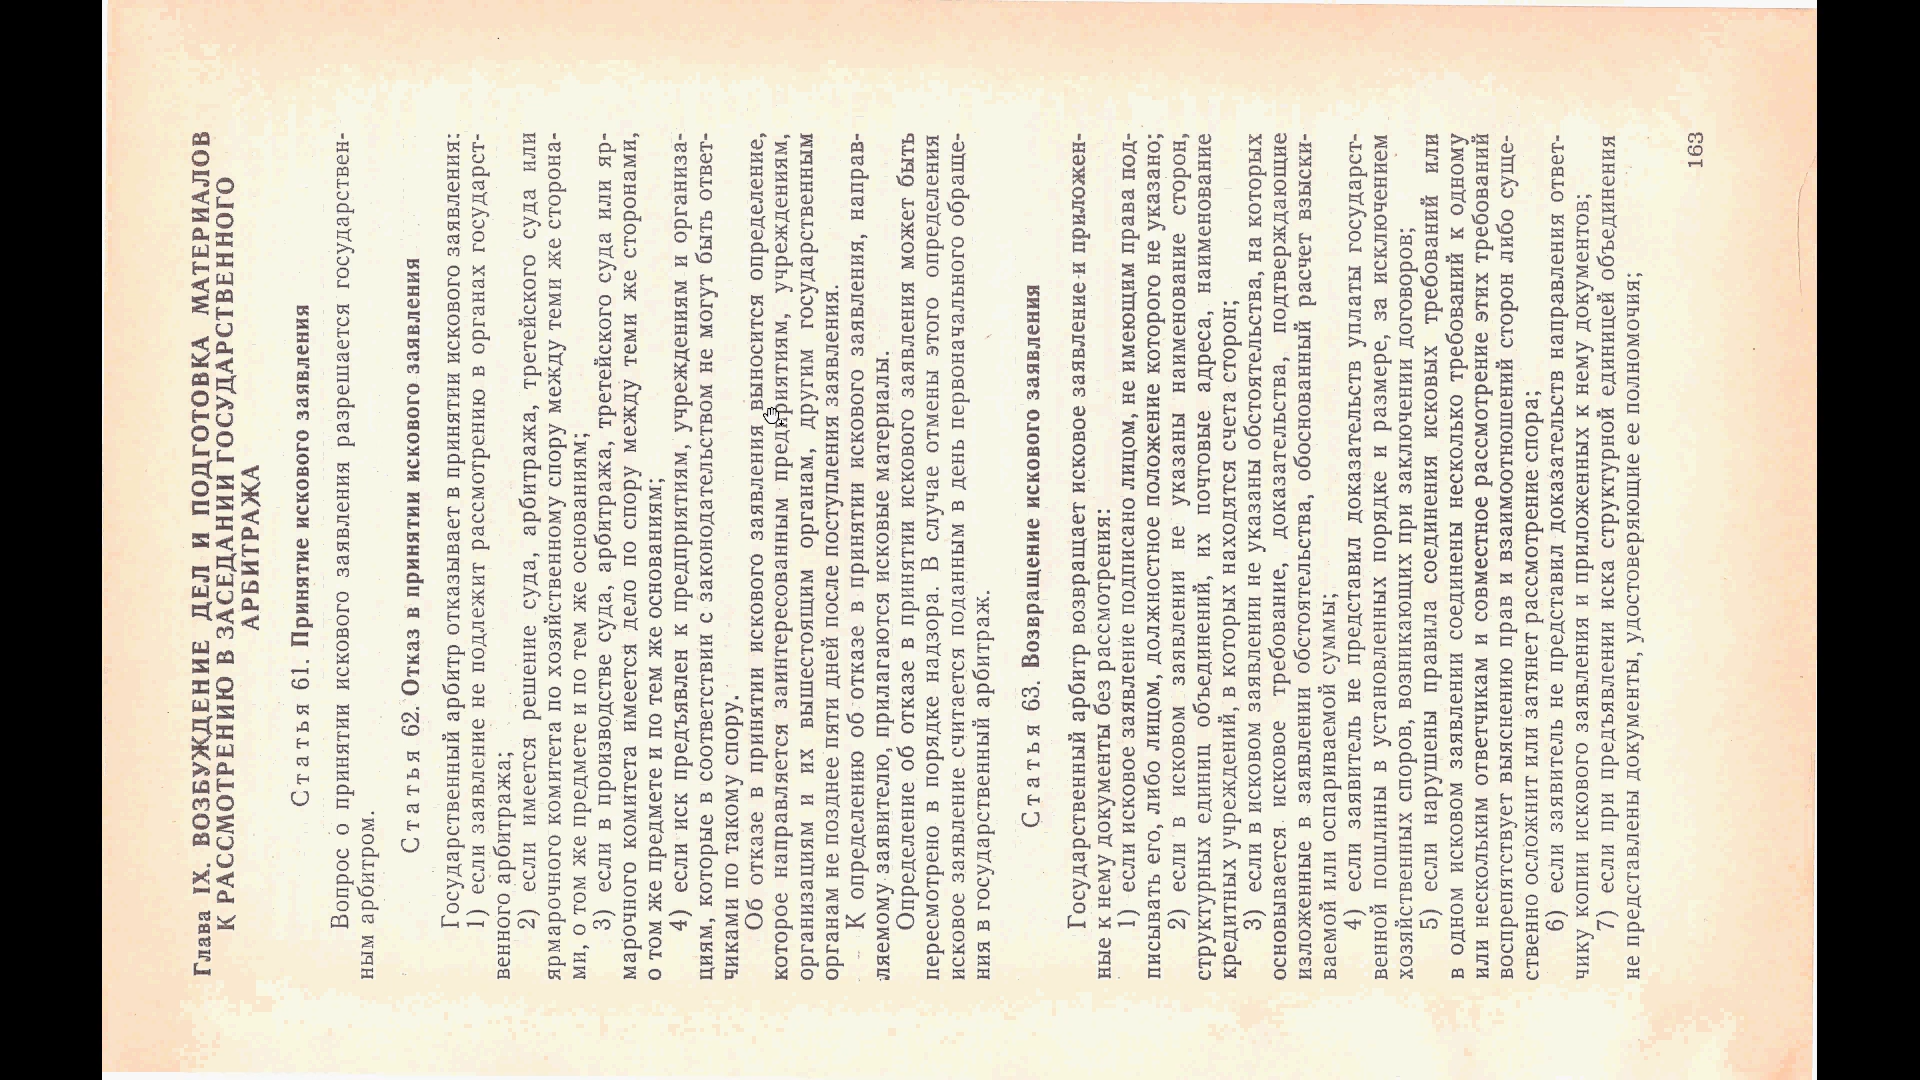 Глава IX. ВОЗБУЖДЕНИЕ ДЕЛ И ПОДГОТОВКА МАТЕРИАЛОВ
К РАССМОТРЕНИЮ В ЗАСЕДАНИИ ГОСУДАРСТВЕННОГО
АРБИТРАЖА
Статья 61. Принятие искового заявления
Вопрос о принятии искового заявления разрешается государствен-
ным арбитром.
Статья 62. Отказ в принятии искового заявления
Государственный арбитр отказывает в принятии искового заявления:
1) если заявление не подлежит рассмотрению в органах государст-
венного арбитража;
2) если имеется решение суда, арбитража, третейского суда или
ярмарочного комитета по хозяйственному спору между теми же сторона-
ми, о том же предмете и по тем же основаниям;
3) если в производстве суда, арбитража, третейского суда или яр-
марочного комитета имеется дело по спору между теми же сторонами,
о том же предмете и по тем же основаниям;
4) если иск предъявлен к предприятиям, учреждениям и организа-
циям, которые в соответствии с законодательством не могут быть ответ-
чиками по такому спору.
Об отказе в принятии искового заявления выносится определение,
которое направляется заинтересованным предприятиям, учреждениям,
организациям и их вышестоящим органам, другим государственным
органам не позднее пяти дней после поступления заявления.
К определению об отказе в принятии искового заявления, направ-
ляемому заявителю, прилагаются исковые материалы.
Определение об отказе в принятии искового заявления может быть
пересмотрено в порядке надзора. В случае отмены этого определения
исковое заявление считается поданным в день первоначального обраще-
ния в государственный арбитраж.
Статья 63. Возвращение искового заявления
Государственный арбитр возвращает исковое заявление и приложен-
ные к нему документы без рассмотрения:
1) если исковое заявление подписано лицом, не имеющим права под-
писывать его, либо лицом, должностное положение которого не указано;
2) если в исковом заявлении не указаны наименование сторон,
структурных единиц объединений, их почтовые адреса, наименование
кредитных учреждений, в которых находятся счета сторон;
3) если в исковом заявлении не указаны обстоятельства, на которых
основывается исковое требование, доказательства, подтверждающие
изложенные в заявлении обстоятельства, обоснованный расчет взыски-
ваемой или оспариваемой суммы;
4) если заявитель не представил доказательств уплаты государст-
венной пошлины в установленных порядке и размере, за исключением
хозяйственных споров, возникающих при заключении договоров;
5) если нарушены правила соединения исковых требований или
в одном исковом заявлении соединены несколько требований к одному
или нескольким ответчикам и совместное рассмотрение этих требований
воспрепятствует выяснению прав и взаимоотношений сторон либо суще-
ственно осложнит или затянет рассмотрение спора;
6) если заявитель не представил доказательств направления ответ-
чику копии искового заявления и приложенных к нему документов;
7) если при предъявлении иска структурной единицей объединения
не представлены документы, удостоверяющие ее полномочия;
163